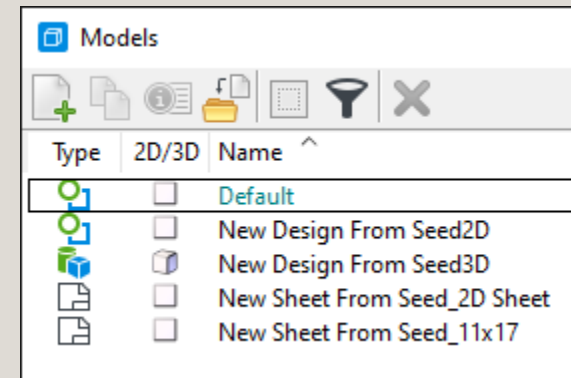 Models
Type 2D/3D Name
Default
New Design From Seed2D
New Design From Seed3D
New Sheet From Seed_2D Sheet
New Sheet From Seed_11x17